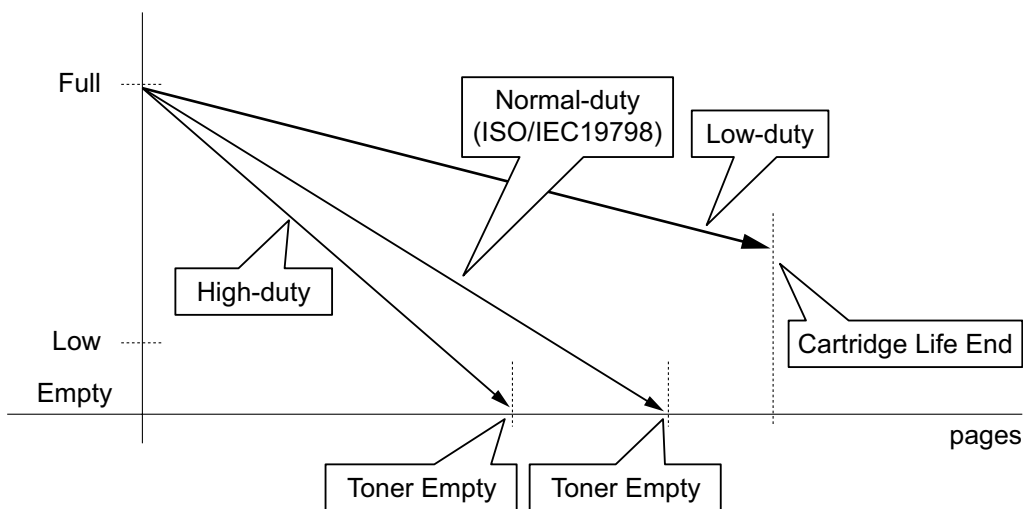 Full
Normal-duty
(ISO/IEC19798)
Low-duty
High-duty
Low
Cartridge Life End
Empty
pages
Toner Empty
Toner Empty